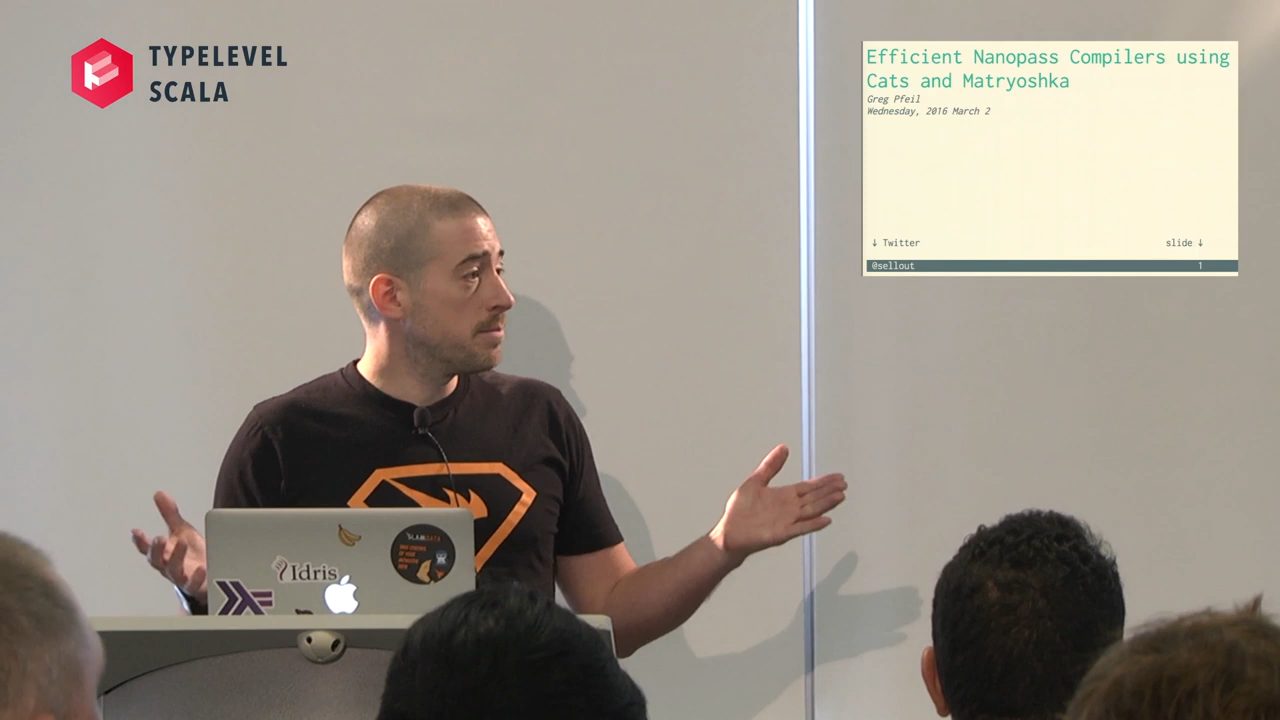 TYPELEVEL
SCALA
Efficient Nanopass Compilers using
Cats and Matryoshka
Greg Pfeil
Wednesday, 2016 March 2
↓ Twitter
slide ↓
@sellout
1
SLAMDATA
Idris